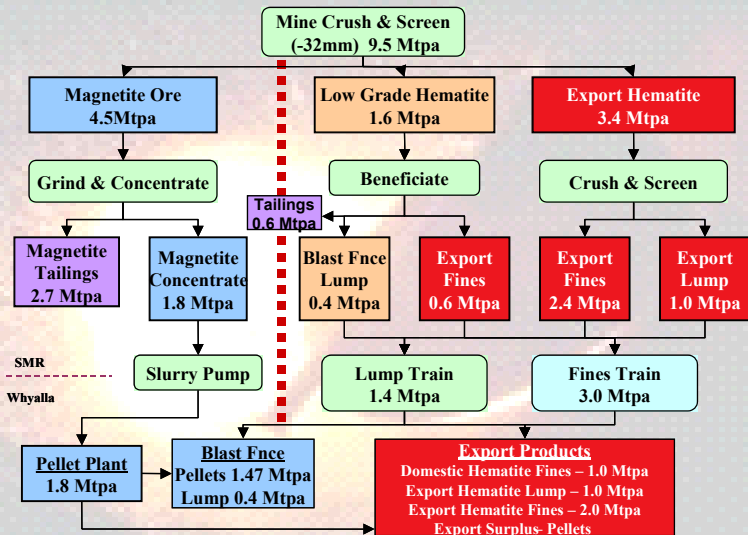 Mine Crush & Screen
(-32mm) 9.5 Mtpa
Magnetite Ore
4.5Mtpa
Low Grade Hematite
1.6 Mtpa
Export Hematite
3.4 Mtpa
Grind & Concentrate
Beneficiate
Crush & Screen
Tailings
0.6 Mtpa
Magnetite
Tailings
2.7 Mtpa
Magnetite
Concentrate
1.8 Mtpa
Blast Fnce
Lump
0.4 Mtpa
Export
Fines
0.6 Mtpa
Export
Fines
2.4 Mtpa
Export
Lump
1.0 Mtpa
SMR
Whyalla
Slurry Pump
Lump Train
1.4 Mtpa
Fines Train
3.0 Mtpa
Pellet Plant
1.8 Mtpa
Blast Fnce
Pellets 1.47 Mtpa
Lump 0.4 Mtpa
Export Products
Domestic Hematite Fines – 1.0 Mtpa
Export Hematite Lump – 1.0 Mtpa
Export Hematite Fines – 2.0 Mtpa
Export Surplus- Pellets